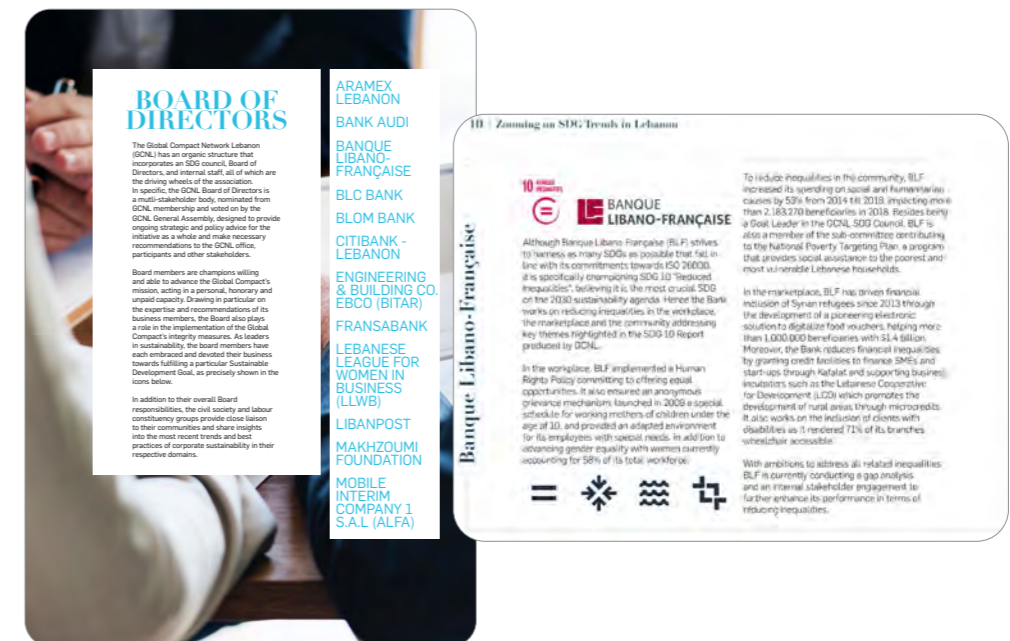 BOARD OF
DIRECTORS
The Global Compact Network Lebanon
(GCNL) has an organic structure that
incorporates an SDG council, Board of
Directors, and internal staff, all of which are
the driving wheels of the association.
In specific, the GCNL Board of Directors is
a mutli-stakeholder body, nominated from
GCNL membership and voted on by the
GCNL General Assembly, designed to provide
ongoing strategic and policy advice for the
initiative as a whole and make necessary
recommendations to the GCNL office,
participants and other stakeholders.
Board members are champions willing
and able to advance the Global Compact's
mission, acting in a personal, honorary and
unpaid capacity. Drawing in particular on
the expertise and recommendations of its
business members, the Board also plays
a role in the implementation of the Global
Compact's integrity measures. As leaders
in sustainability, the board members have
each embraced and devoted their business
towards fulfilling a particular Sustainable
Development Goal, as precisely shown in the
icons below.
In addition to their overall Board
responsibilities, the civil society and labour
constituency groups provide close liaison
to their communities and share insights
into the most recent trends and best
practices of corporate sustainability in their
respective domains.
ARAMEX
LEBANON
BANK AUDI
BANQUE
LIBANO-
FRANÇAISE
BLC BANK
BLOM BANK
CITIBANK -
LEBANON
ENGINEERING
& BUILDING CO.
EBCO (BITAR)
FRANSABANK
LEBANESE
LEAGUE FOR
WOMEN IN
BUSINESS
(LLWB)
LIBANPOST
MAKHZOUMI
FOUNDATION
MOBILE
INTERIM
COMPANY 1
S.A.L (ALFA)
10 | Zooming on SDG Trends in Lebanon
Banque Libano-Française
10 REDUCED
INEQUALITIES
BANQUE
LIBANO-FRANÇAISE
Although Banque Libano-Française (BLF) strives
to harness as many SDGs as possible that fall in
line with its commitments towards ISO 26000,
it is specifically championing SDG 10 "Reduced
Inequalities", believing it is the most crucial SDG
on the 2030 sustainability agenda. Hence the Bank
works on reducing inequalities in the workplace,
the marketplace and the community addressing
key themes highlighted in the SDG 10 Report
produced by GCNL.
In the workplace, BLF implemented a Human
Rights Policy committing to offering equal
opportunities. It also ensured an anonymous
grievance mechanism, launched in 2009 a special
schedule for working mothers of children under the
age of 10, and provided an adapted environment
for its employees with special needs. In addition to
advancing gender equality with women currently
accounting for 58% of its total workforce.
To reduce inequalities in the community, BLF
increased its spending on social and humanitarian
causes by 53% from 2014 till 2018, impacting more
than 2,183,270 beneficiaries in 2018. Besides being
a Goal Leader in the GCNL SDG Council, BLF is
also a member of the sub-committee contributing
to the National Poverty Targeting Plan, a program
that provides social assistance to the poorest and
most vulnerable Lebanese households.
In the marketplace, BLF has driven financial
inclusion of Syrian refugees since 2013 through
the development of a pioneering electronic
solution to digitalize food vouchers, helping more
than 1,000,000 beneficiaries with $1.4 billion.
Moreover, the Bank reduces financial inequalities
by granting credit facilities to finance SMEs and
start-ups through Kafalat and supporting business
incubators such as the Lebanese Cooperative
for Development (LCD) which promotes the
development of rural areas through microcredits.
It also works on the inclusion of clients with
disabilities as it rendered 71% of its branches
wheelchair accessible.
With ambitions to address all related inequalities
BLF is currently conducting a gap analysis
and an internal stakeholder engagement to
further enhance its performance in terms of
reducing inequalities.